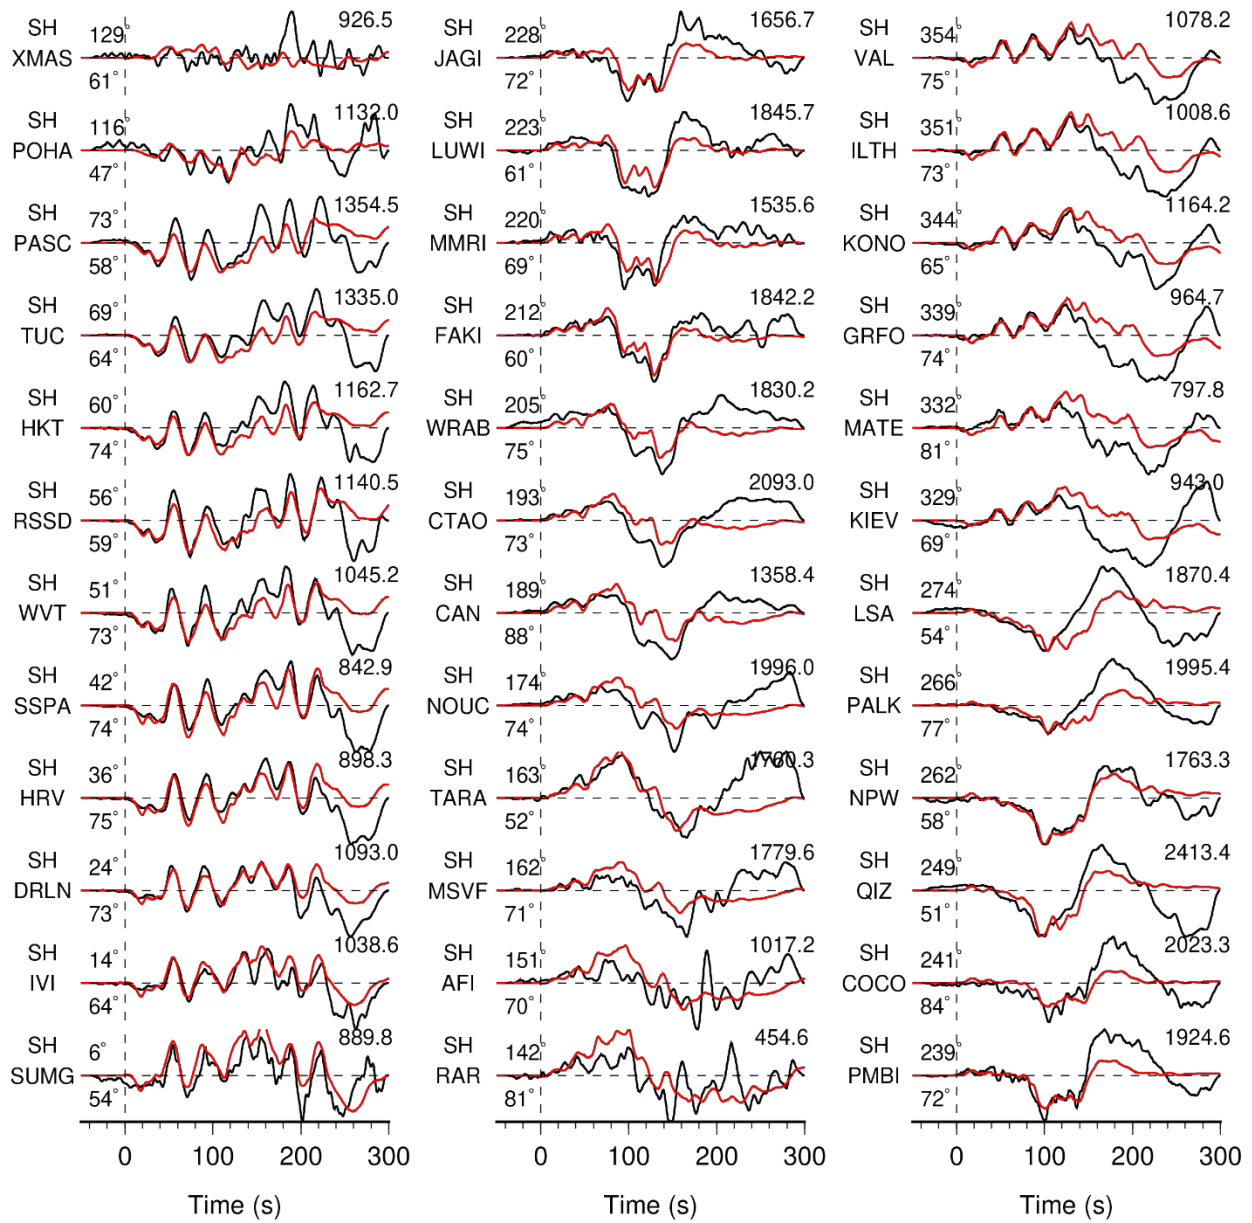 SH 129° 926.5
XMAS
61°
SH 116° 1132.0
POHA
47°
SH 73° 1354.5
PASC
58°
SH 69° 1335.0
TUC
64°
SH 60° 1162.7
HKT
74°
SH 56° 1140.5
RSSD
59°
SH 51° 1045.2
WVT
73°
SH 42° 842.9
SSPA
74°
SH 36° 898.3
HRV
75°
SH 24° 1093.0
DRLN
73°
SH 14° 1038.6
IVI
64°
SH 6° 889.8
SUMG
54°
0 100 200 300
Time (s)
SH 228° 1656.7
JAGI
72°
SH 223° 1845.7
LUWI
61°
SH 220° 1535.6
MMRI
69°
SH 212° 1842.2
FAKI
60°
SH 205° 1830.2
WRAB
75°
SH 193° 2093.0
CTAO
73°
SH 189° 1358.4
CAN
88°
SH 174° 1996.0
NOUC
74°
SH 163° 1760.3
TARA
52°
SH 162° 1779.6
MSVF
71°
SH 151° 1017.2
AFI
70°
SH 142° 454.6
RAR
81°
0 100 200 300
Time (s)
SH 354° 1078.2
VAL
75°
SH 351° 1008.6
ILTH
73°
SH 344° 1164.2
KONO
65°
SH 339° 964.7
GRFO
74°
SH 332° 797.8
MATE
81°
SH 329° 943.0
KIEV
69°
SH 274° 1870.4
LSA
54°
SH 266° 1995.4
PALK
77°
SH 262° 1763.3
NPW
58°
SH 249° 2413.4
QIZ
51°
SH 241° 2023.3
COCO
84°
SH 239° 1924.6
PMBI
72°
0 100 200 300
Time (s)